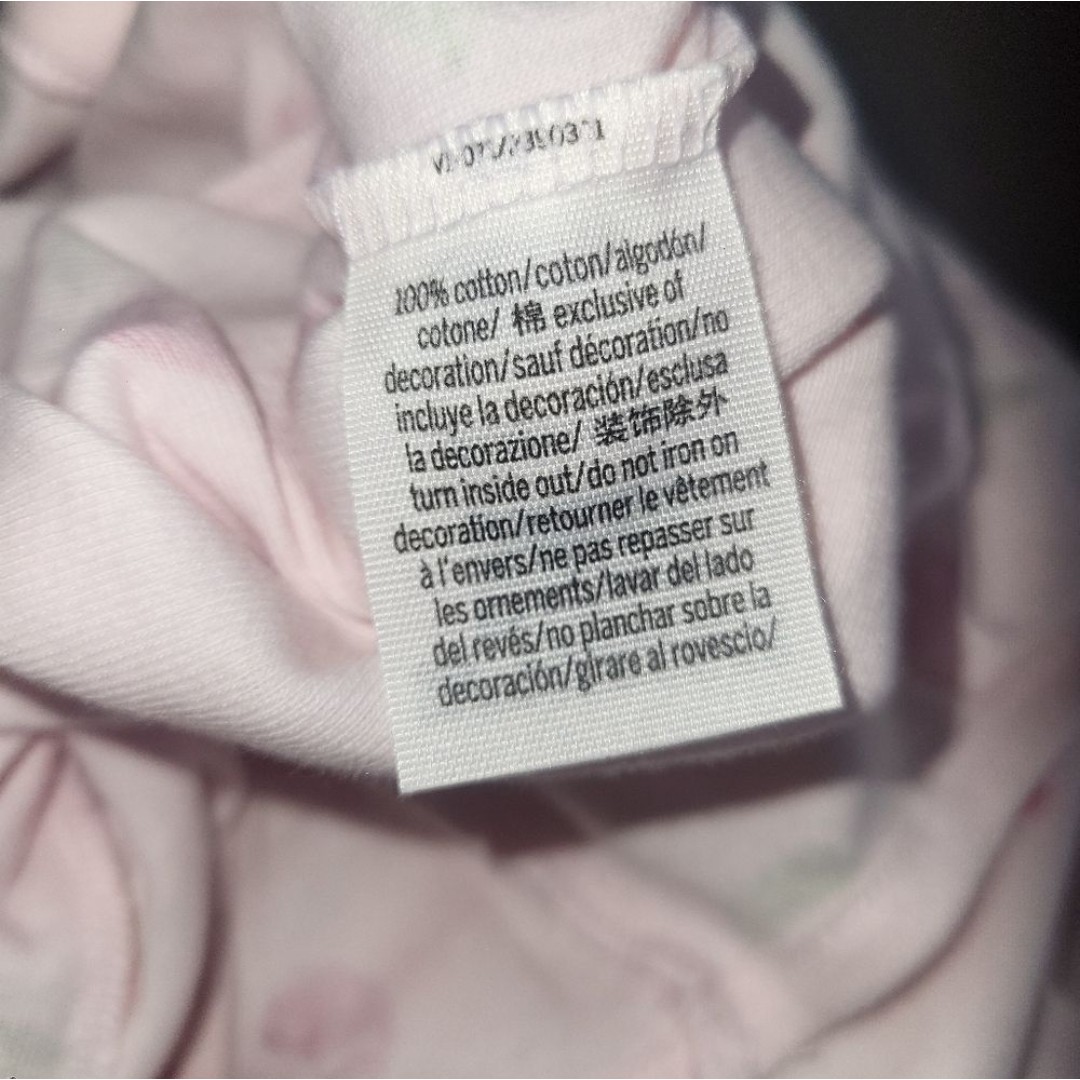 100% cotton/coton/algodón/
cotone/ 棉 exclusive of
decoration/sauf décoration/no
incluye la decoración/esclusa
la decorazione/ 装饰除外
turn inside out/do not iron on
decoration/retourner le vêtement
à l'envers/ne pas repasser sur
les ornements/lavar del lado
del revés/no planchar sobre la
decoración/girare al rovescio/